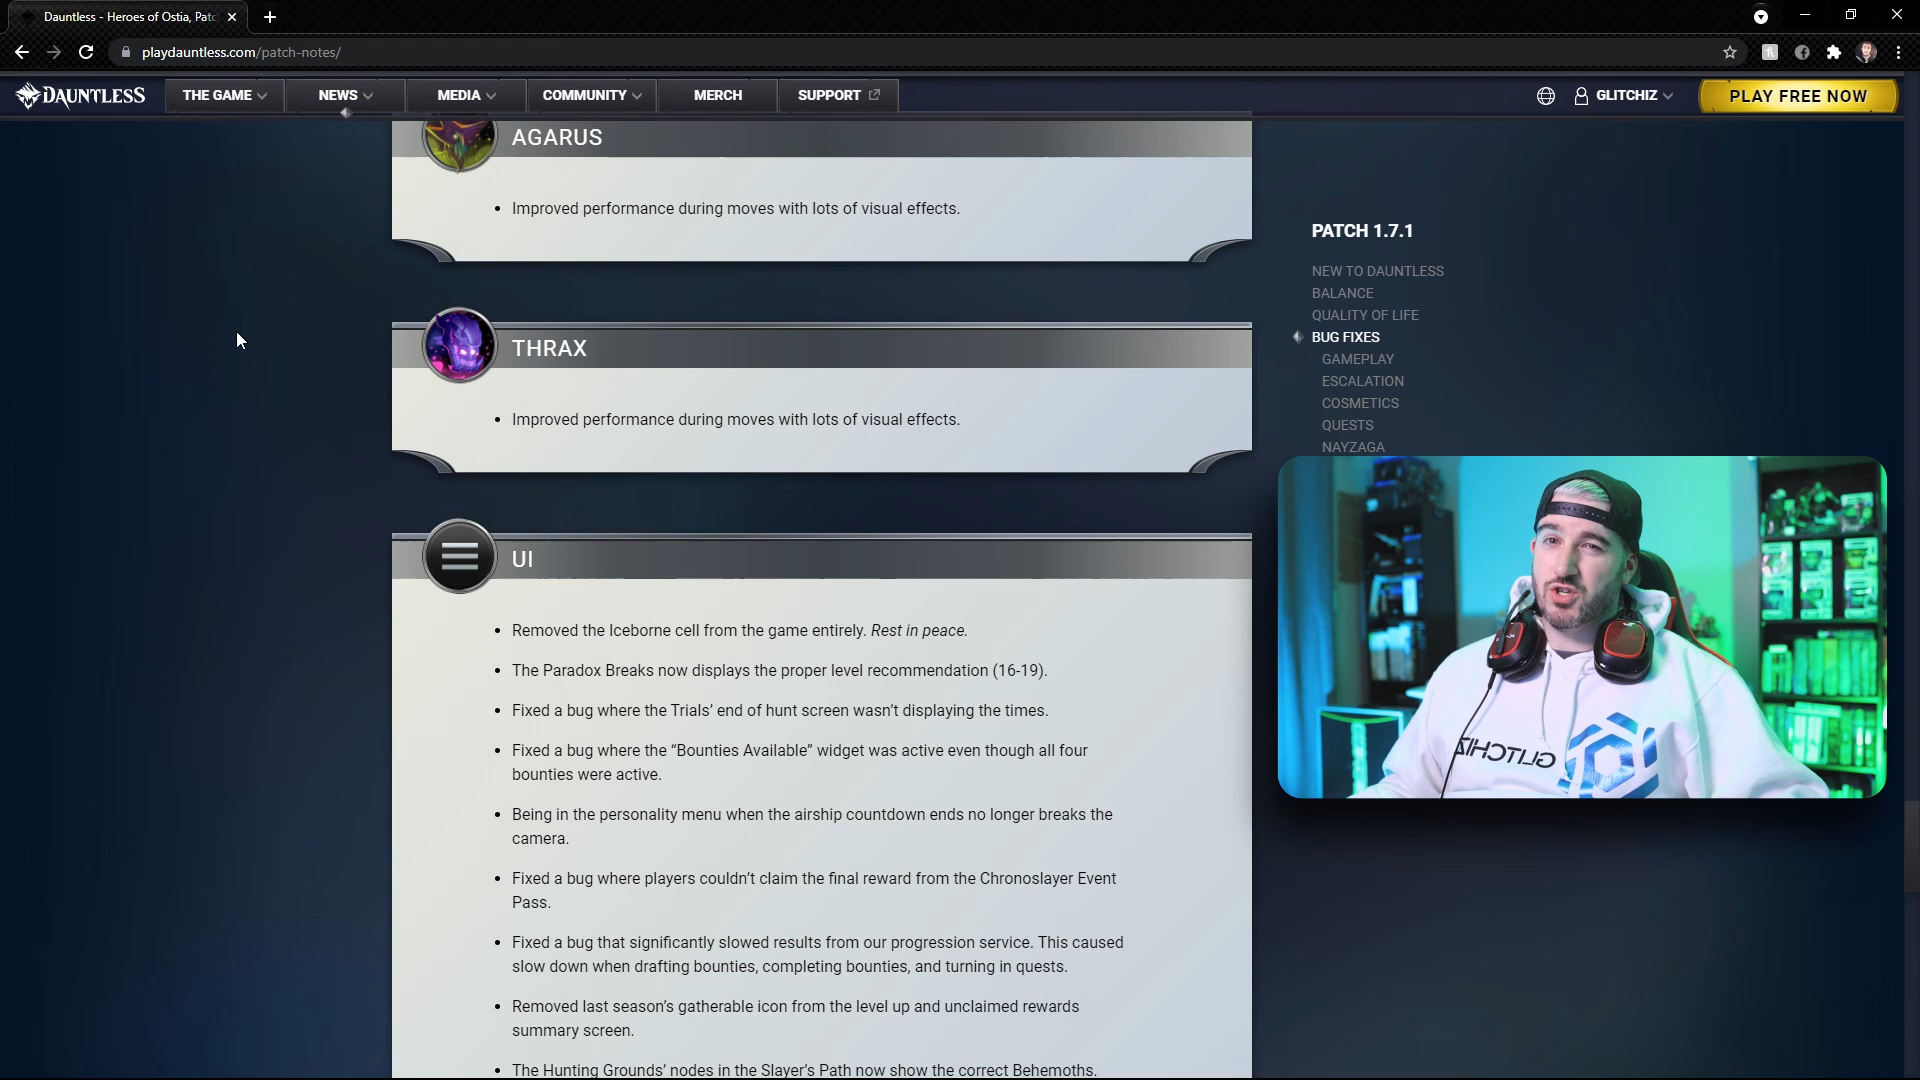 Dauntless - Heroes of Ostia, Patc
playdauntless.com/patch-notes/
DAUNTLESS
THE GAME
NEWS
MEDIA
COMMUNITY
MERCH
SUPPORT
GLITCHIZ
PLAY FREE NOW
AGARUS
• Improved performance during moves with lots of visual effects.
THRAX
• Improved performance during moves with lots of visual effects.
UI
• Removed the Iceborne cell from the game entirely. Rest in peace.
• The Paradox Breaks now displays the proper level recommendation (16-19).
• Fixed a bug where the Trials’ end of hunt screen wasn’t displaying the times.
• Fixed a bug where the “Bounties Available” widget was active even though all four
bounties were active.
• Being in the personality menu when the airship countdown ends no longer breaks the
camera.
• Fixed a bug where players couldn’t claim the final reward from the Chronoslayer Event
Pass.
• Fixed a bug that significantly slowed results from our progression service. This caused
slow down when drafting bounties, completing bounties, and turning in quests.
• Removed last season’s gatherable icon from the level up and unclaimed rewards
summary screen.
• The Hunting Grounds’ nodes in the Slayer’s Path now show the correct Behemoths.
PATCH 1.7.1
NEW TO DAUNTLESS
BALANCE
QUALITY OF LIFE
BUG FIXES
GAMEPLAY
ESCALATION
COSMETICS
QUESTS
NAYZAGA
GLITCHIZ